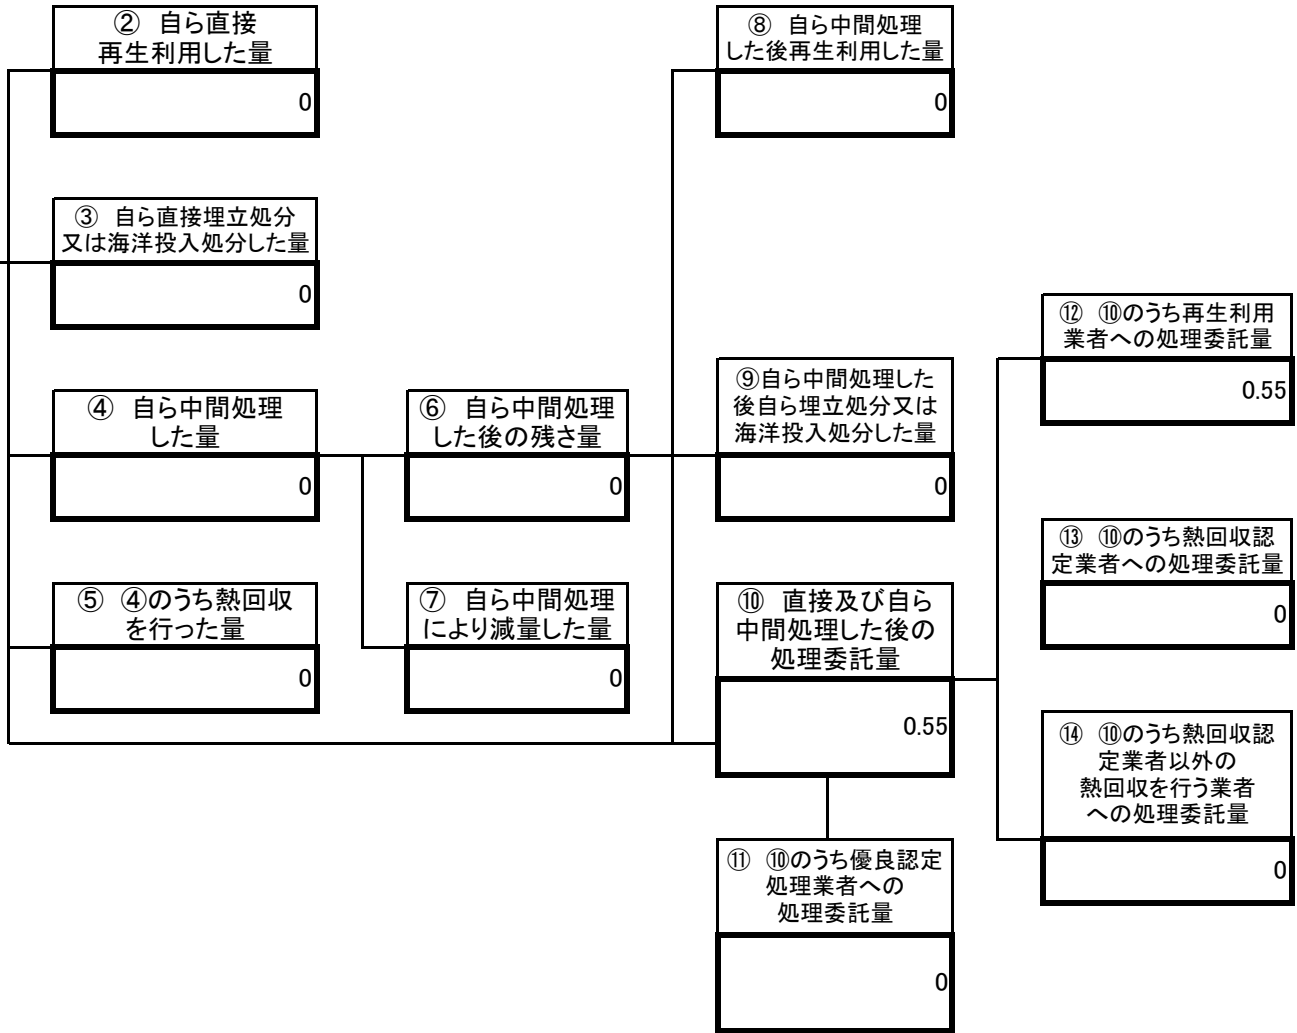 ② 自ら直接
再生利用した量
0
③ 自ら直接埋立処分
又は海洋投入処分した量
0
④ 自ら中間処理
した量
0
⑤ ④のうち熱回収
を行った量
0
⑥ 自ら中間処理
した後の残さ量
0
⑦ 自ら中間処理
により減量した量
0
⑧ 自ら中間処理
した後再生利用した量
0
⑨自ら中間処理した
後自ら埋立処分又は
海洋投入処分した量
0
⑩ 直接及び自ら
中間処理した後の
処理委託量
0.55
⑪ ⑩のうち優良認定
処理業者への
処理委託量
0
⑫ ⑩のうち再生利用
業者への処理委託量
0.55
⑬ ⑩のうち熱回収認
定業者への処理委託量
0
⑭ ⑩のうち熱回収認
定業者以外の
熱回収を行う業者
への処理委託量
0